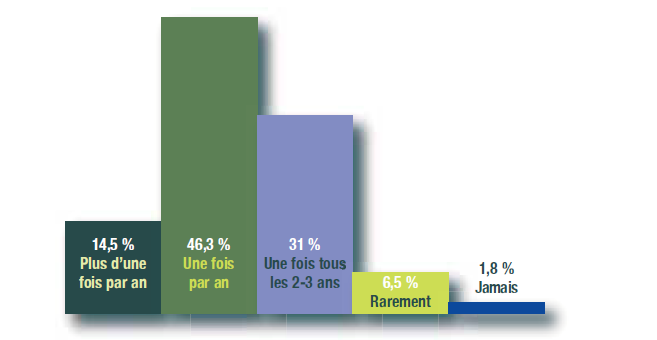 14,5 %
Plus d’une
fois par an
46,3 %
Une fois
par an
31 %
Une fois tous
les 2-3 ans
6,5 %
Rarement
1,8 %
Jamais